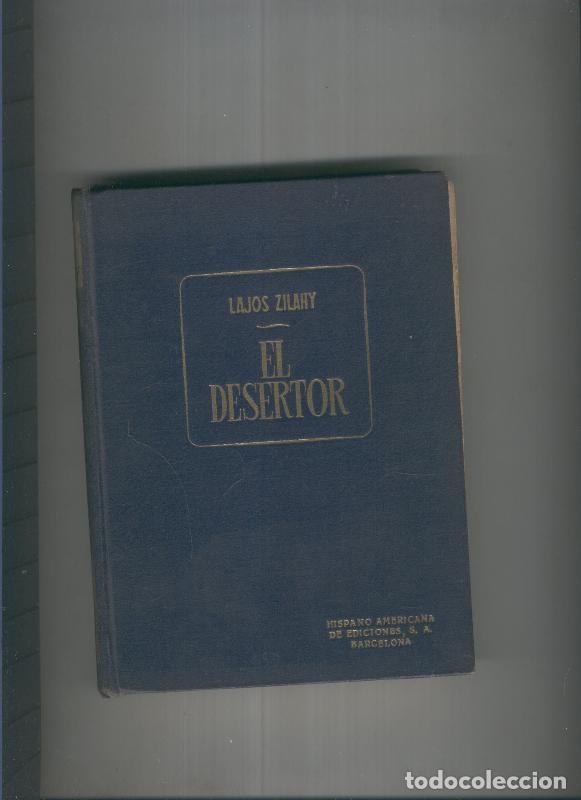 LAJOS ZILAHY
EL
DESERTOR
HISPANO AMERICANA
DE EDICIONES, S. A.
BARCELONA
todocoleccion